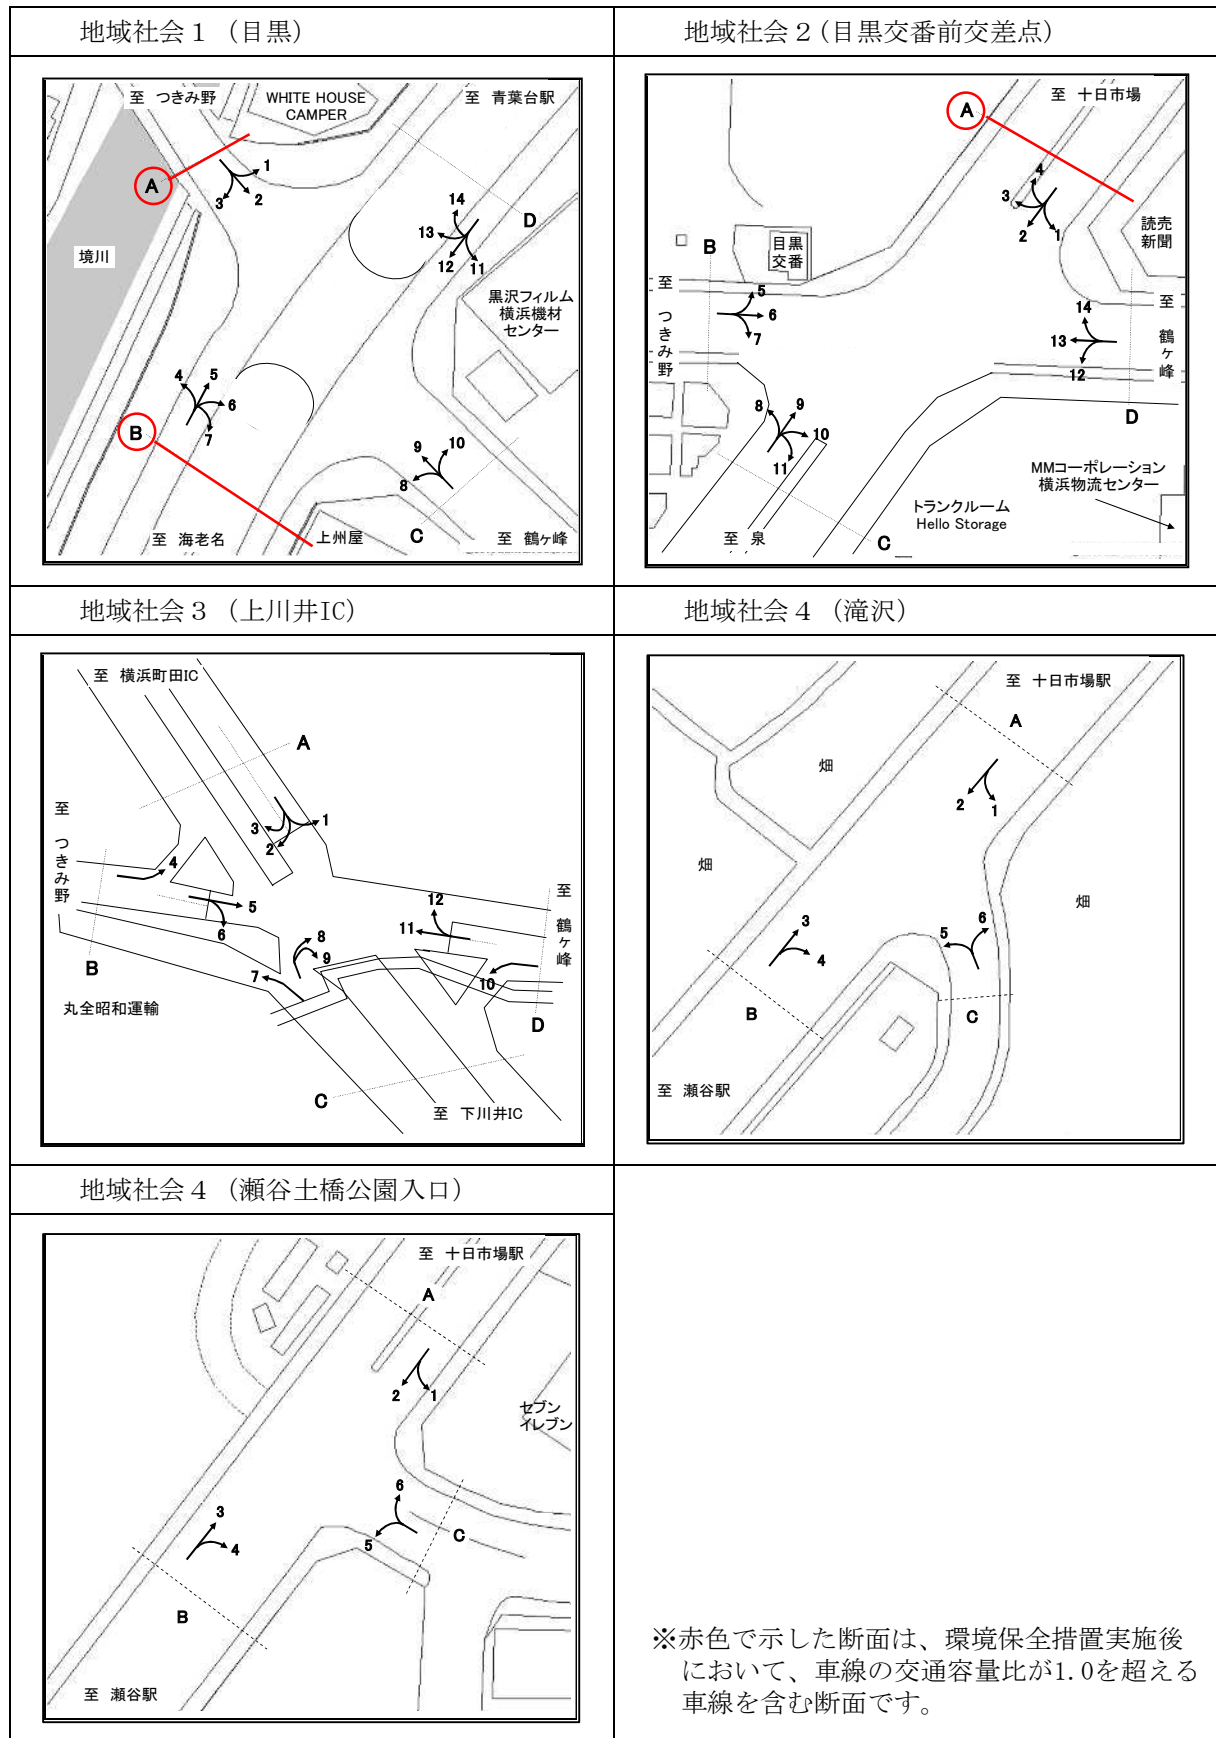 地域社会１（目黒）
至 つきみ野
WHITE HOUSE
CAMPER
至 青葉台駅
A
1
2
3
境川
14
13
12
11
D
黒沢フィルム
横浜機材
センター
4
5
6
7
B
9
10
8
C
至 海老名
上州屋
至 鶴ヶ峰
地域社会２(目黒交番前交差点)
A
至 十日市場
4
3
2
1
読売
新聞
目黒
交番
B
至 つきみ野
5
6
7
14
13
12
至 鶴ヶ峰
D
8
9
10
11
MMコーポレーション
横浜物流センター
トランクルーム
Hello Storage
至 泉
C
地域社会３（上川井IC）
至 横浜町田IC
A
1
2
3
至 つきみ野
4
5
6
B
12
11
10
至 鶴ヶ峰
D
8
9
7
丸全昭和運輸
C
至 下川井IC
地域社会４（滝沢）
至 十日市場駅
A
畑
2
1
畑
畑
3
4
5
6
B
C
至 瀬谷駅
地域社会４（瀬谷土橋公園入口）
至 十日市場駅
A
2
1
セブン
イレブン
3
4
6
5
C
B
至 瀬谷駅
※赤色で示した断面は、環境保全措置実施後
において、車線の交通容量比が1.0を超える
車線を含む断面です。